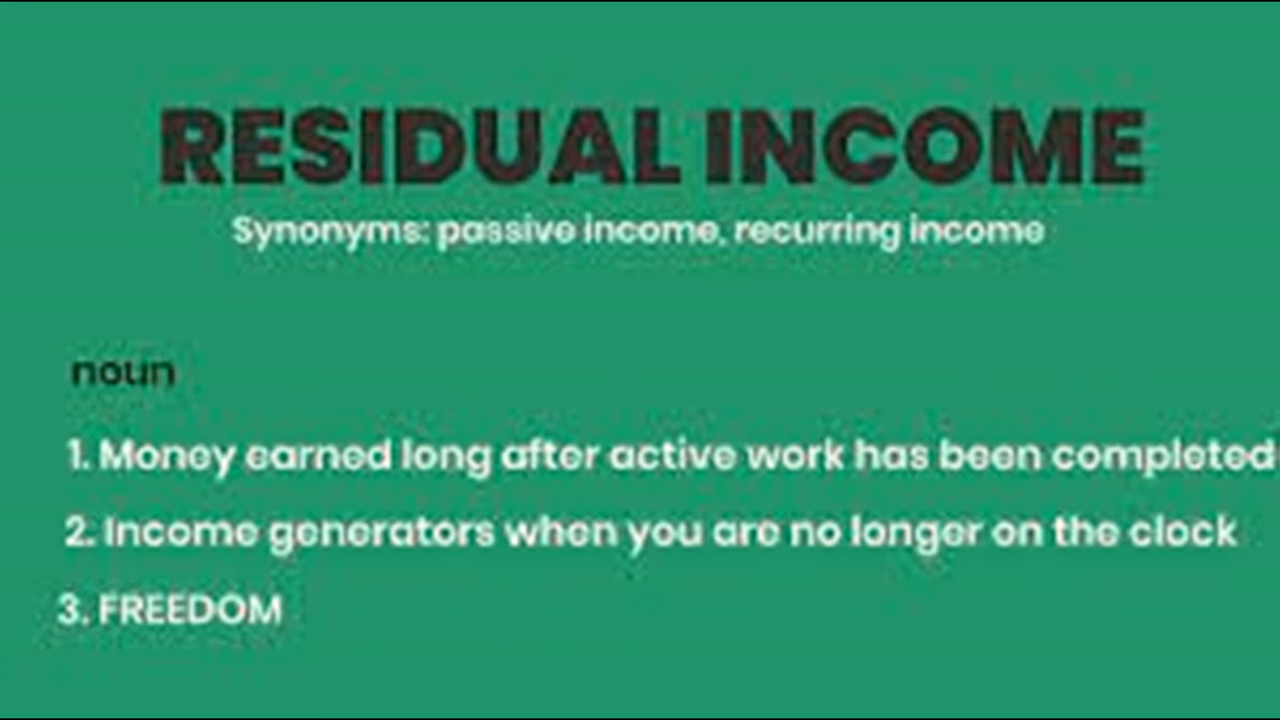 RESIDUAL INCOME
Synonyms: passive income, recurring income
noun
1. Money earned long after active work has been completed
2. Income generators when you are no longer on the clock
3. FREEDOM